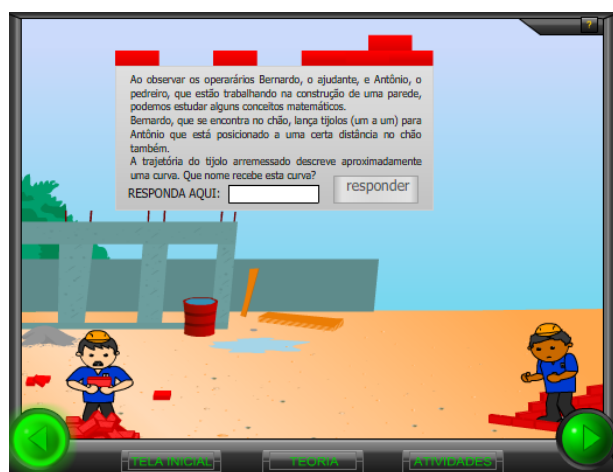 ?
Ao observar os operarários Bernardo, o ajudante, e Antônio, o
pedreiro, que estão trabalhando na construção de uma parede,
podemos estudar alguns conceitos matemáticos.
Bernardo, que se encontra no chão, lança tijolos (um a um) para
Antônio que está posicionado a uma certa distância no chão
também.
A trajetória do tijolo arremessado descreve aproximadamente
uma curva. Que nome recebe esta curva?
RESPONDA AQUI: responder
TELA INICIAL TEORIA ATIVIDADES